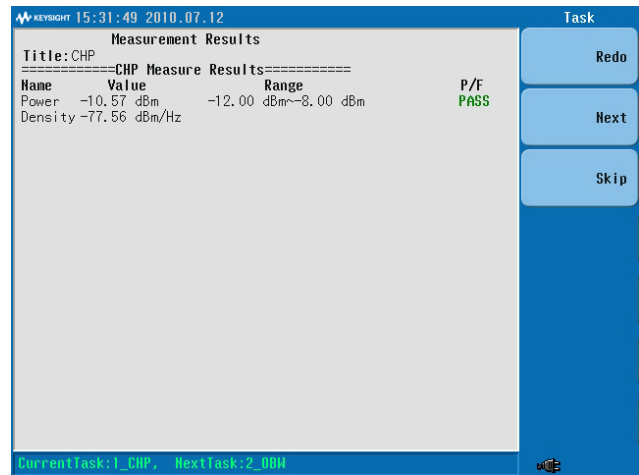 KEYSIGHT 15:31:49 2010.07.12 Task
Measurement Results
Title:CHP
============CHP Measure Results===========
Name Value Range P/F
Power -10.57 dBm -12.00 dBm~-8.00 dBm PASS
Density -77.56 dBm/Hz
Redo
Next
Skip
CurrentTask:1_CHP, NextTask:2_OBW